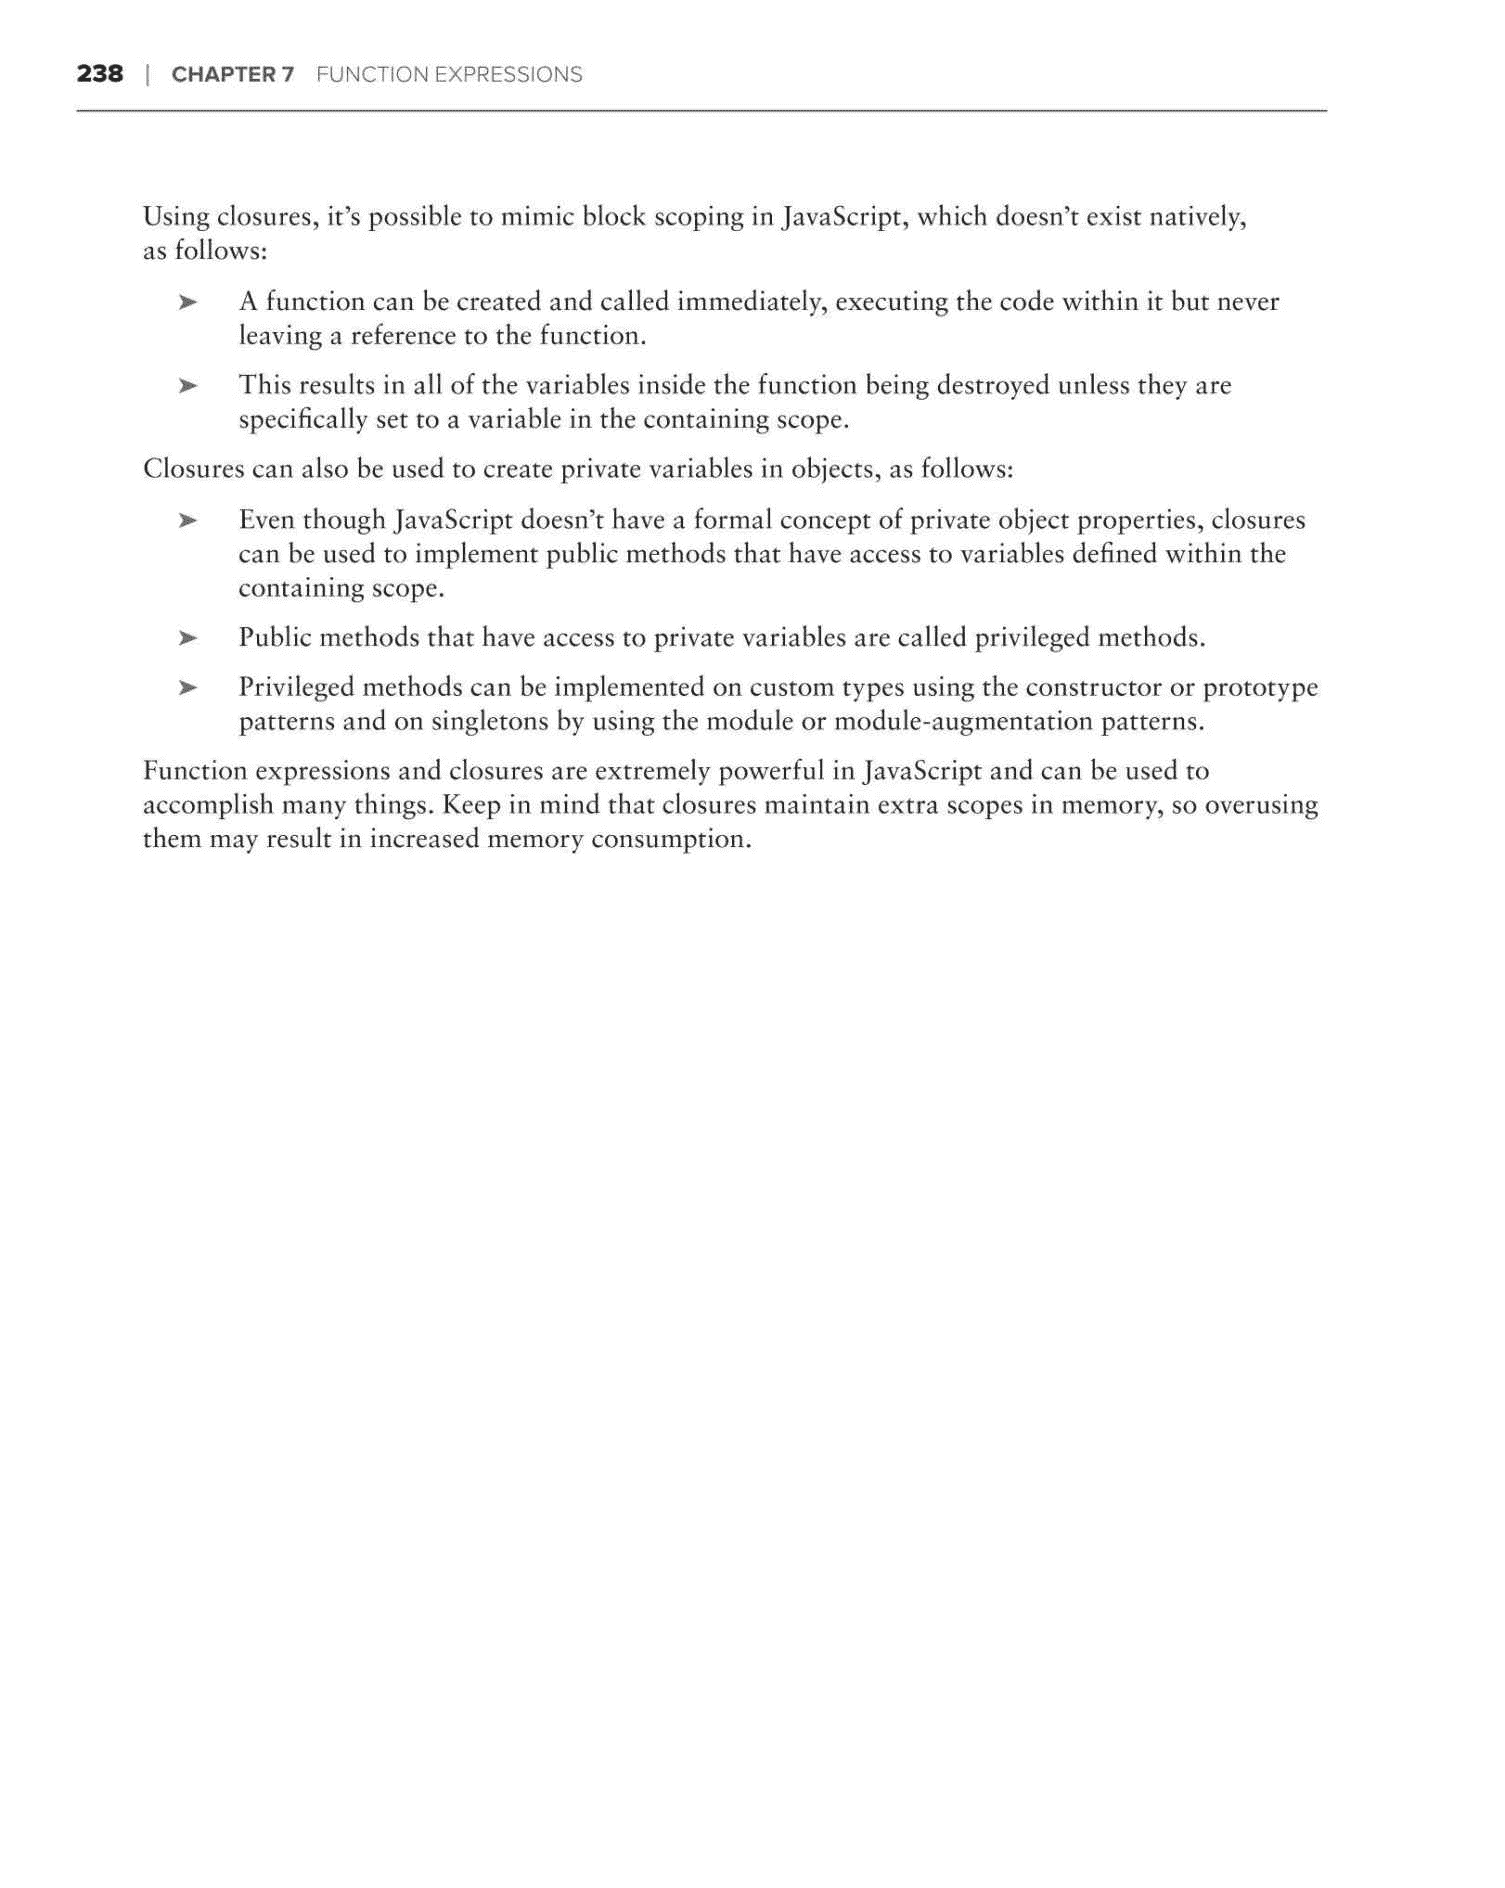 238 | CHAPTER 7 FUNCTION EXPRESSIONS
Using closures, it’s possible to mimic block scoping in JavaScript, which doesn’t exist natively,
as follows:
➤ A function can be created and called immediately, executing the code within it but never
leaving a reference to the function.
➤ This results in all of the variables inside the function being destroyed unless they are
specifically set to a variable in the containing scope.
Closures can also be used to create private variables in objects, as follows:
➤ Even though JavaScript doesn’t have a formal concept of private object properties, closures
can be used to implement public methods that have access to variables defined within the
containing scope.
➤ Public methods that have access to private variables are called privileged methods.
➤ Privileged methods can be implemented on custom types using the constructor or prototype
patterns and on singletons by using the module or module-augmentation patterns.
Function expressions and closures are extremely powerful in JavaScript and can be used to
accomplish many things. Keep in mind that closures maintain extra scopes in memory, so overusing
them may result in increased memory consumption.